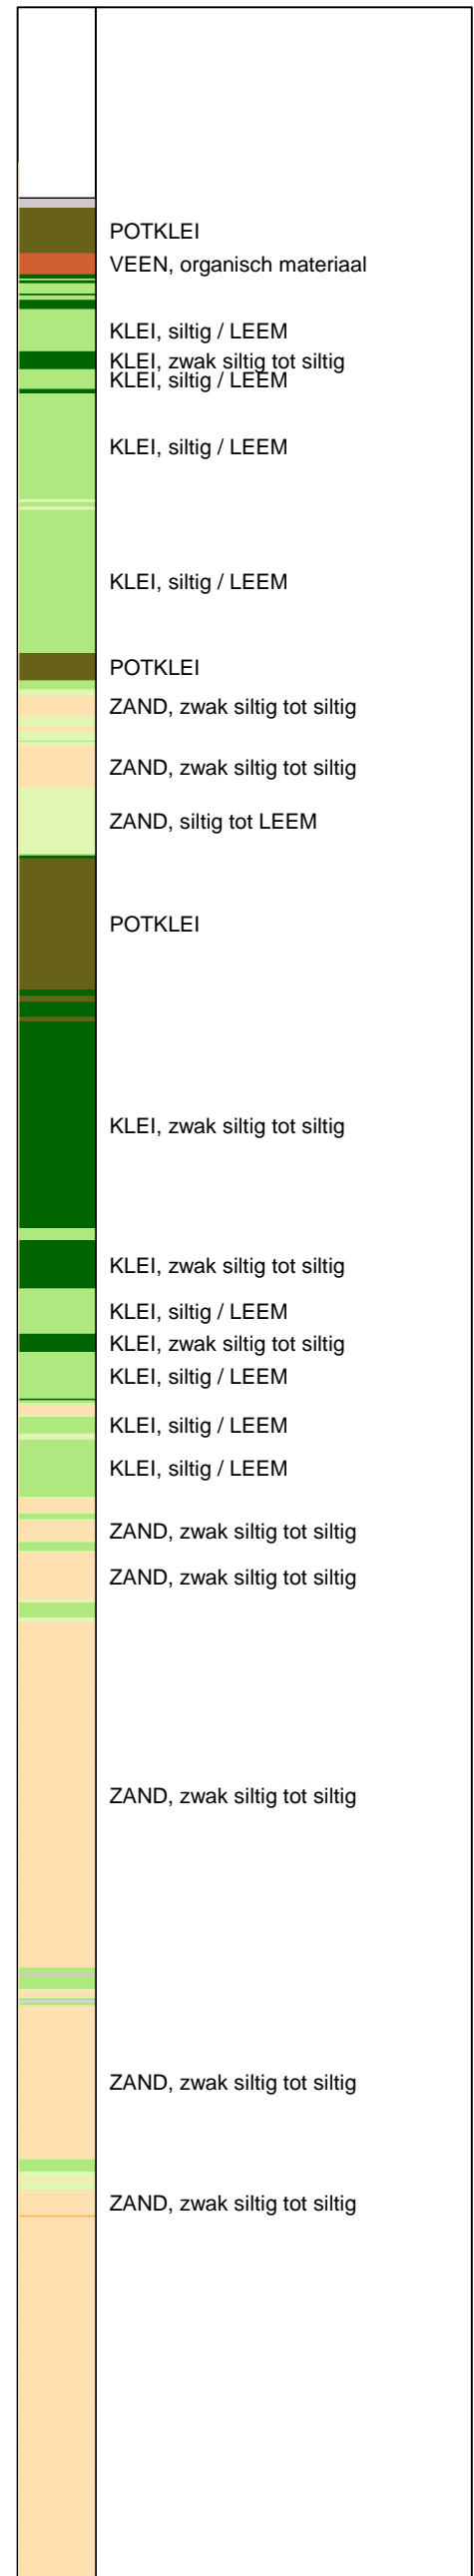 POTKLEI
VEEN, organisch materiaal
KLEI, siltig / LEEM
KLEI, zwak siltig tot siltig
KLEI, siltig / LEEM
KLEI, siltig / LEEM
KLEI, siltig / LEEM
POTKLEI
ZAND, zwak siltig tot siltig
ZAND, zwak siltig tot siltig
ZAND, siltig tot LEEM
POTKLEI
KLEI, zwak siltig tot siltig
KLEI, zwak siltig tot siltig
KLEI, siltig / LEEM
KLEI, zwak siltig tot siltig
KLEI, siltig / LEEM
KLEI, siltig / LEEM
KLEI, siltig / LEEM
ZAND, zwak siltig tot siltig
ZAND, zwak siltig tot siltig
ZAND, zwak siltig tot siltig
ZAND, zwak siltig tot siltig
ZAND, zwak siltig tot siltig